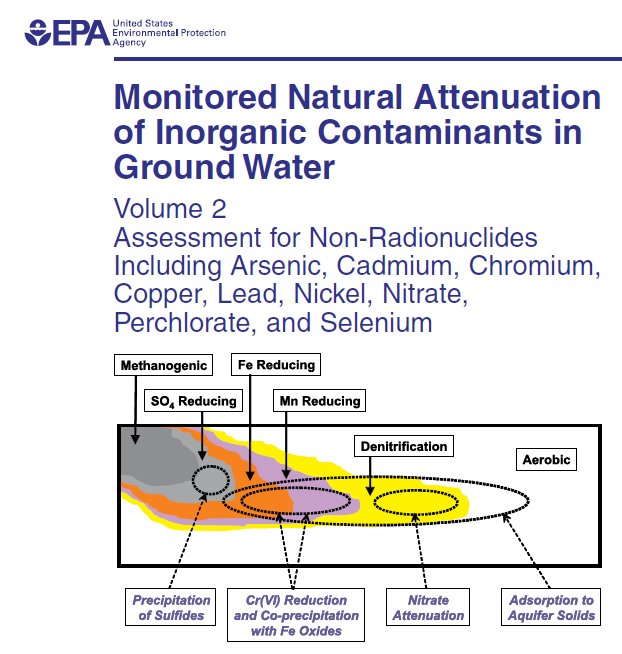 EPA
United States
Environmental Protection
Agency
Monitored Natural Attenuation
of Inorganic Contaminants in
Ground Water
Volume 2
Assessment for Non-Radionuclides
Including Arsenic, Cadmium, Chromium,
Copper, Lead, Nickel, Nitrate,
Perchlorate, and Selenium
Methanogenic
Fe Reducing
SO₄ Reducing
Mn Reducing
Denitrification
Aerobic
Precipitation
of Sulfides
Cr(VI) Reduction
and Co-precipitation
with Fe Oxides
Nitrate
Attenuation
Adsorption to
Aquifer Solids